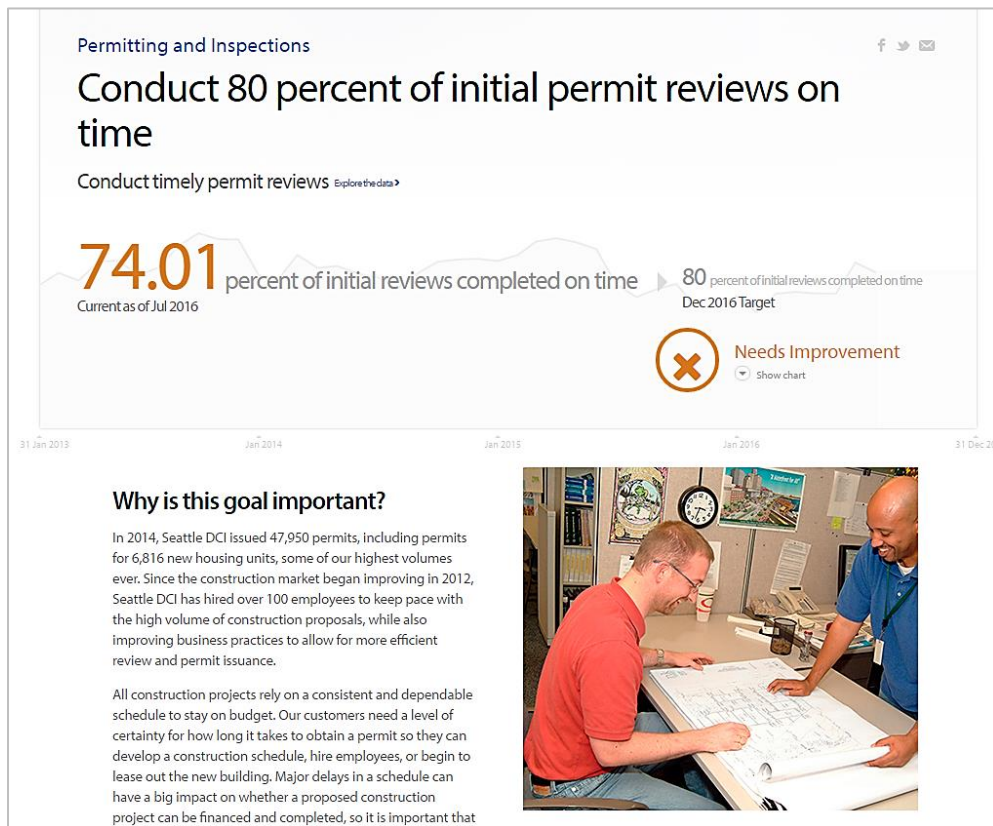 Permitting and Inspections
Conduct 80 percent of initial permit reviews on
time
Conduct timely permit reviews Explore the data
74.01 percent of initial reviews completed on time
80 percent of initial reviews completed on time
Current as of Jul 2016
Dec 2016 Target
Needs Improvement
Show chart
31 Jan 2013 Jan 2014 Jan 2015 Jan 2016 31 Dec
Why is this goal important?
In 2014, Seattle DCI issued 47,950 permits, including permits
for 6,816 new housing units, some of our highest volumes
ever. Since the construction market began improving in 2012,
Seattle DCI has hired over 100 employees to keep pace with
the high volume of construction proposals, while also
improving business practices to allow for more efficient
review and permit issuance.
All construction projects rely on a consistent and dependable
schedule to stay on budget. Our customers need a level of
certainty for how long it takes to obtain a permit so they can
develop a construction schedule, hire employees, or begin to
lease out the new building. Major delays in a schedule can
have a big impact on whether a proposed construction
project can be financed and completed, so it is important that